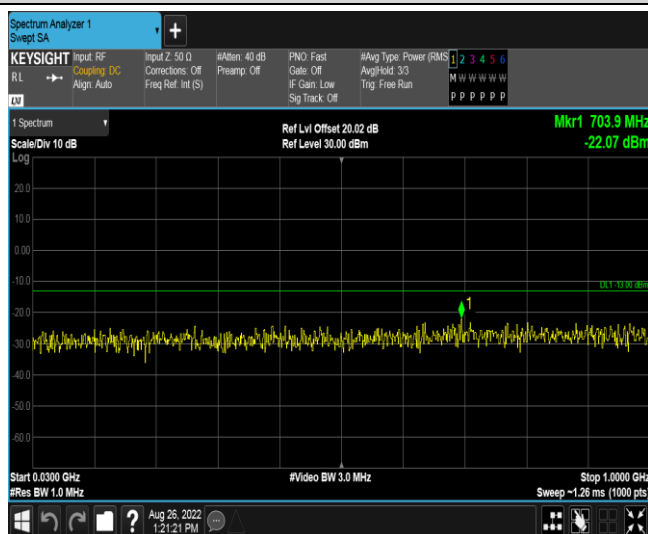 Spectrum Analyzer 1
Swept SA
+
KEYSIGHT
RL
LXI
Input: RF
Coupling: DC
Align: Auto
Input Z: 50 Ω
Corrections: Off
Freq Ref: Int (S)
#Atten: 40 dB
Preamp: Off
PNO: Fast
Gate: Off
IF Gain: Low
Sig Track: Off
#Avg Type: Power (RMS
Avg|Hold: 3/3
Trig: Free Run
1 2 3 4 5 6
M W W W W W
P P P P P P
1 Spectrum
Scale/Div 10 dB
Log
Ref Lvl Offset 20.02 dB
Ref Level 30.00 dBm
Mkr1 703.9 MHz
-22.07 dBm
20.0
10.0
0.00
-10.0
DL1 -13.00 dBm
1
-20.0
-30.0
-40.0
-50.0
-60.0
Start 0.0300 GHz
#Res BW 1.0 MHz
#Video BW 3.0 MHz
Stop 1.0000 GHz
Sweep ~1.26 ms (1000 pts)
?
Aug 26, 2022
1:21:21 PM